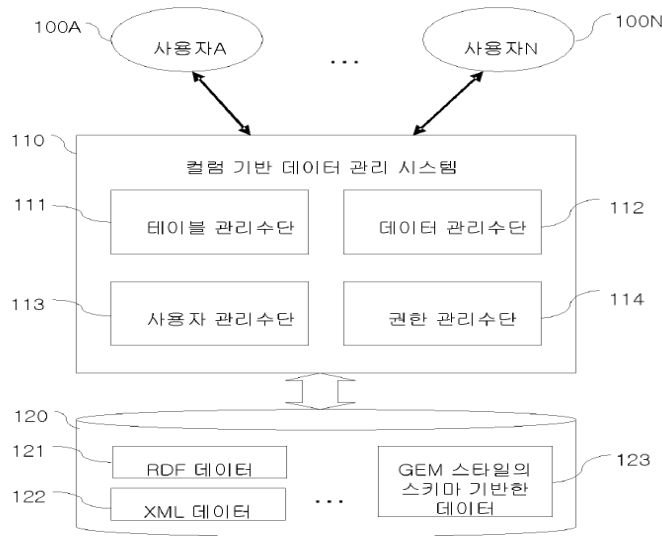 100A
사용자A
...
사용자N
100N
110
컬럼 기반 데이터 관리 시스템
111
테이블 관리수단
데이터 관리수단
112
113
사용자 관리수단
권한 관리수단
114
120
121
RDF 데이터
122
XML 데이터
...
GEM 스타일의
스키마 기반한
데이터
123